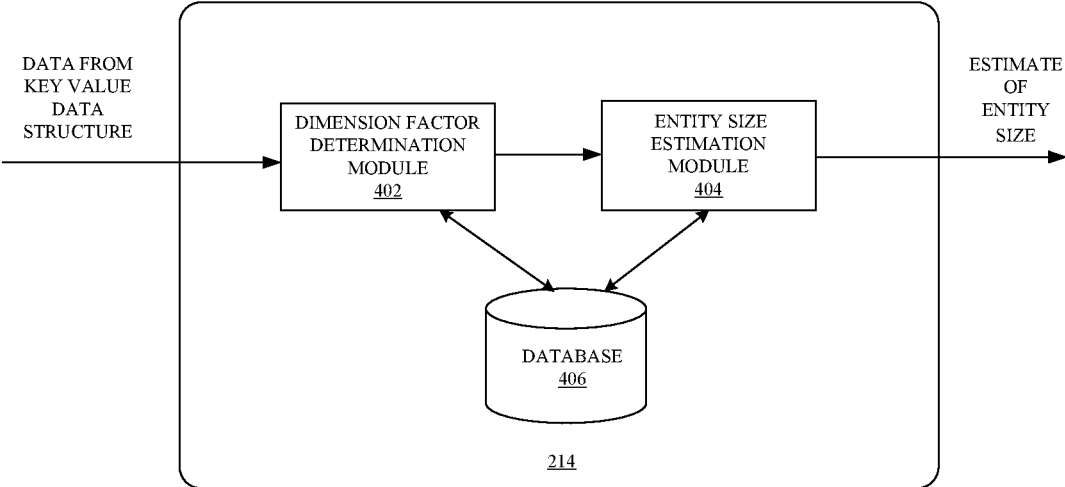 DATA FROM
KEY VALUE
DATA
STRUCTURE
DIMENSION FACTOR
DETERMINATION
MODULE
402
ENTITY SIZE
ESTIMATION
MODULE
404
ESTIMATE
OF
ENTITY
SIZE
DATABASE
406
214